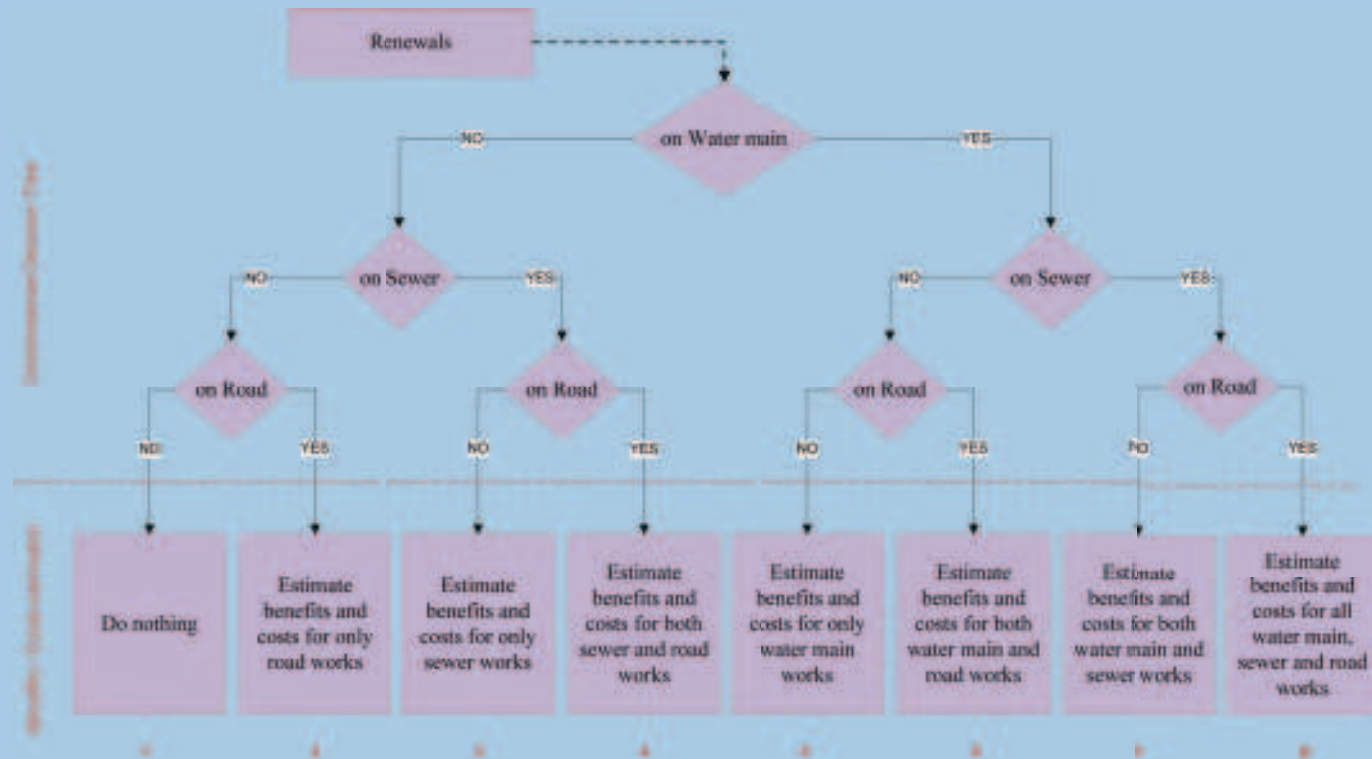 Renewals
on Water main
NO
YES
on Sewer
on Sewer
NO
YES
NO
YES
on Road
on Road
on Road
on Road
NO
YES
NO
YES
NO
YES
NO
YES
Do nothing
Estimate
benefits and
costs for only
road works
Estimate
benefits and
costs for only
sewer works
Estimate
benefits and
costs for both
sewer and road
works
Estimate
benefits and
costs for only
water main
works
Estimate
benefits and
costs for both
water main and
road works
Estimate
benefits and
costs for both
water main and
sewer works
Estimate
benefits and
costs for all
water main,
sewer and road
works